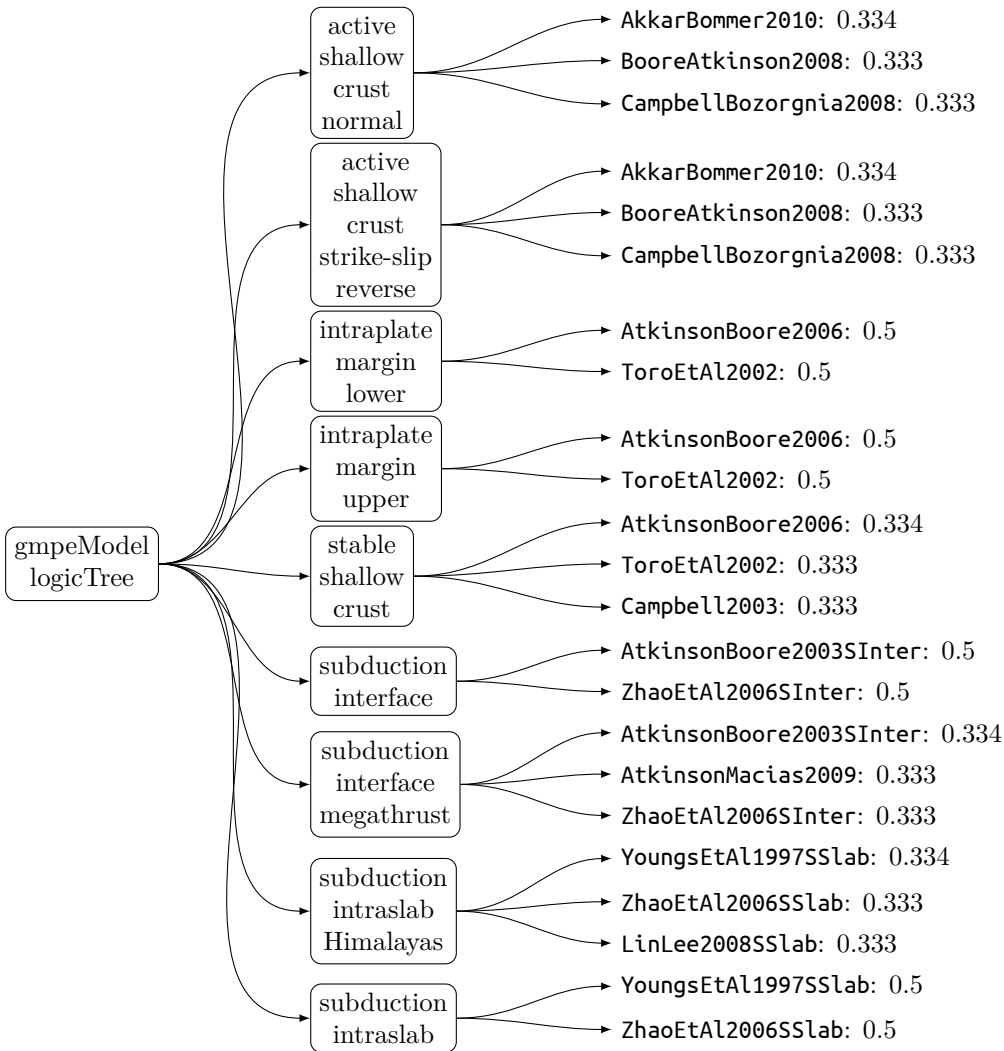 gmpeModel
logicTree
active
shallow
crust
normal
AkkarBommer2010: 0.334
BooreAtkinson2008: 0.333
CampbellBozorgnia2008: 0.333
active
shallow
crust
strike-slip
reverse
AkkarBommer2010: 0.334
BooreAtkinson2008: 0.333
CampbellBozorgnia2008: 0.333
intraplate
margin
lower
AtkinsonBoore2006: 0.5
ToroEtAl2002: 0.5
intraplate
margin
upper
AtkinsonBoore2006: 0.5
ToroEtAl2002: 0.5
stable
shallow
crust
AtkinsonBoore2006: 0.334
ToroEtAl2002: 0.333
Campbell2003: 0.333
subduction
interface
AtkinsonBoore2003SInter: 0.5
ZhaoEtAl2006SInter: 0.5
subduction
interface
megathrust
AtkinsonBoore2003SInter: 0.334
AtkinsonMacias2009: 0.333
ZhaoEtAl2006SInter: 0.333
subduction
intraslab
Himalayas
YoungsEtAl1997SSlab: 0.334
ZhaoEtAl2006SSlab: 0.333
LinLee2008SSlab: 0.333
subduction
intraslab
YoungsEtAl1997SSlab: 0.5
ZhaoEtAl2006SSlab: 0.5